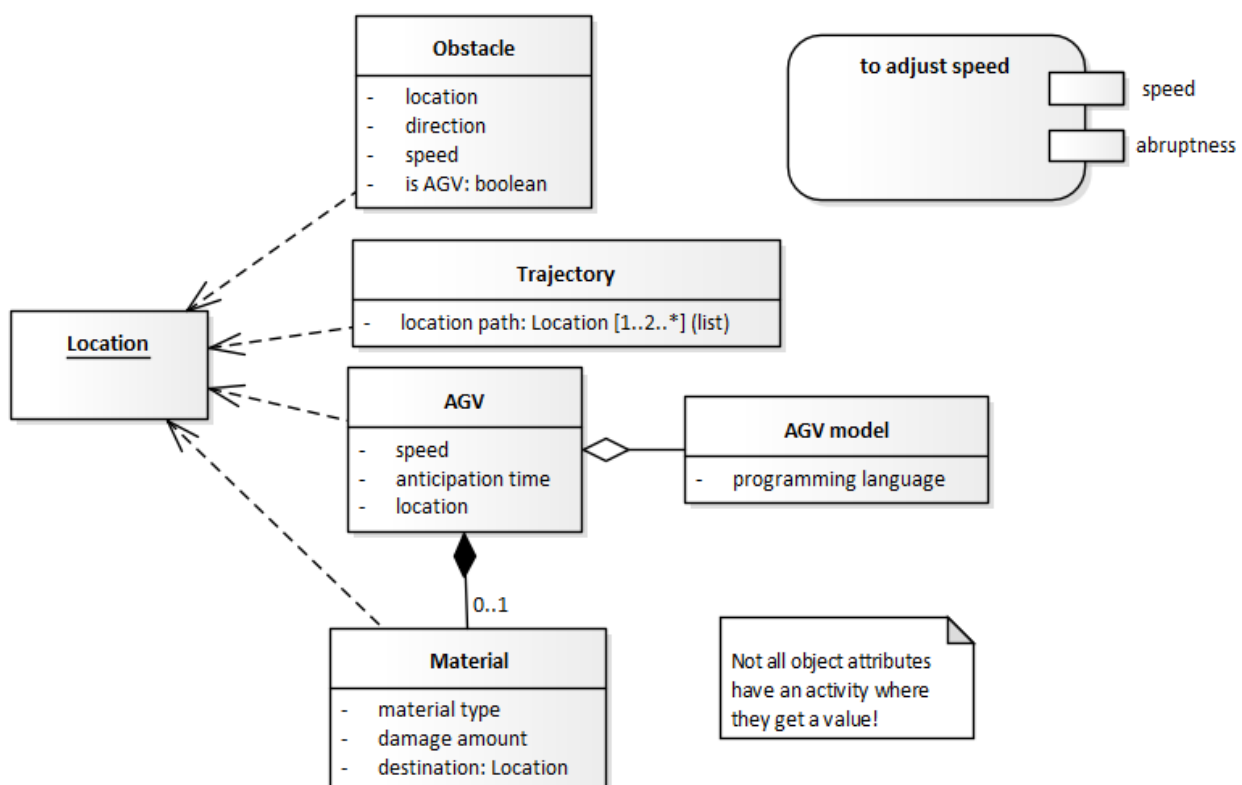 Obstacle
- location
- direction
- speed
- is AGV: boolean
to adjust speed
speed
abruptness
Trajectory
- location path: Location [1..2..*] (list)
Location
AGV
- speed
- anticipation time
- location
AGV model
- programming language
0..1
Material
- material type
- damage amount
- destination: Location
Not all object attributes
have an activity where
they get a value!